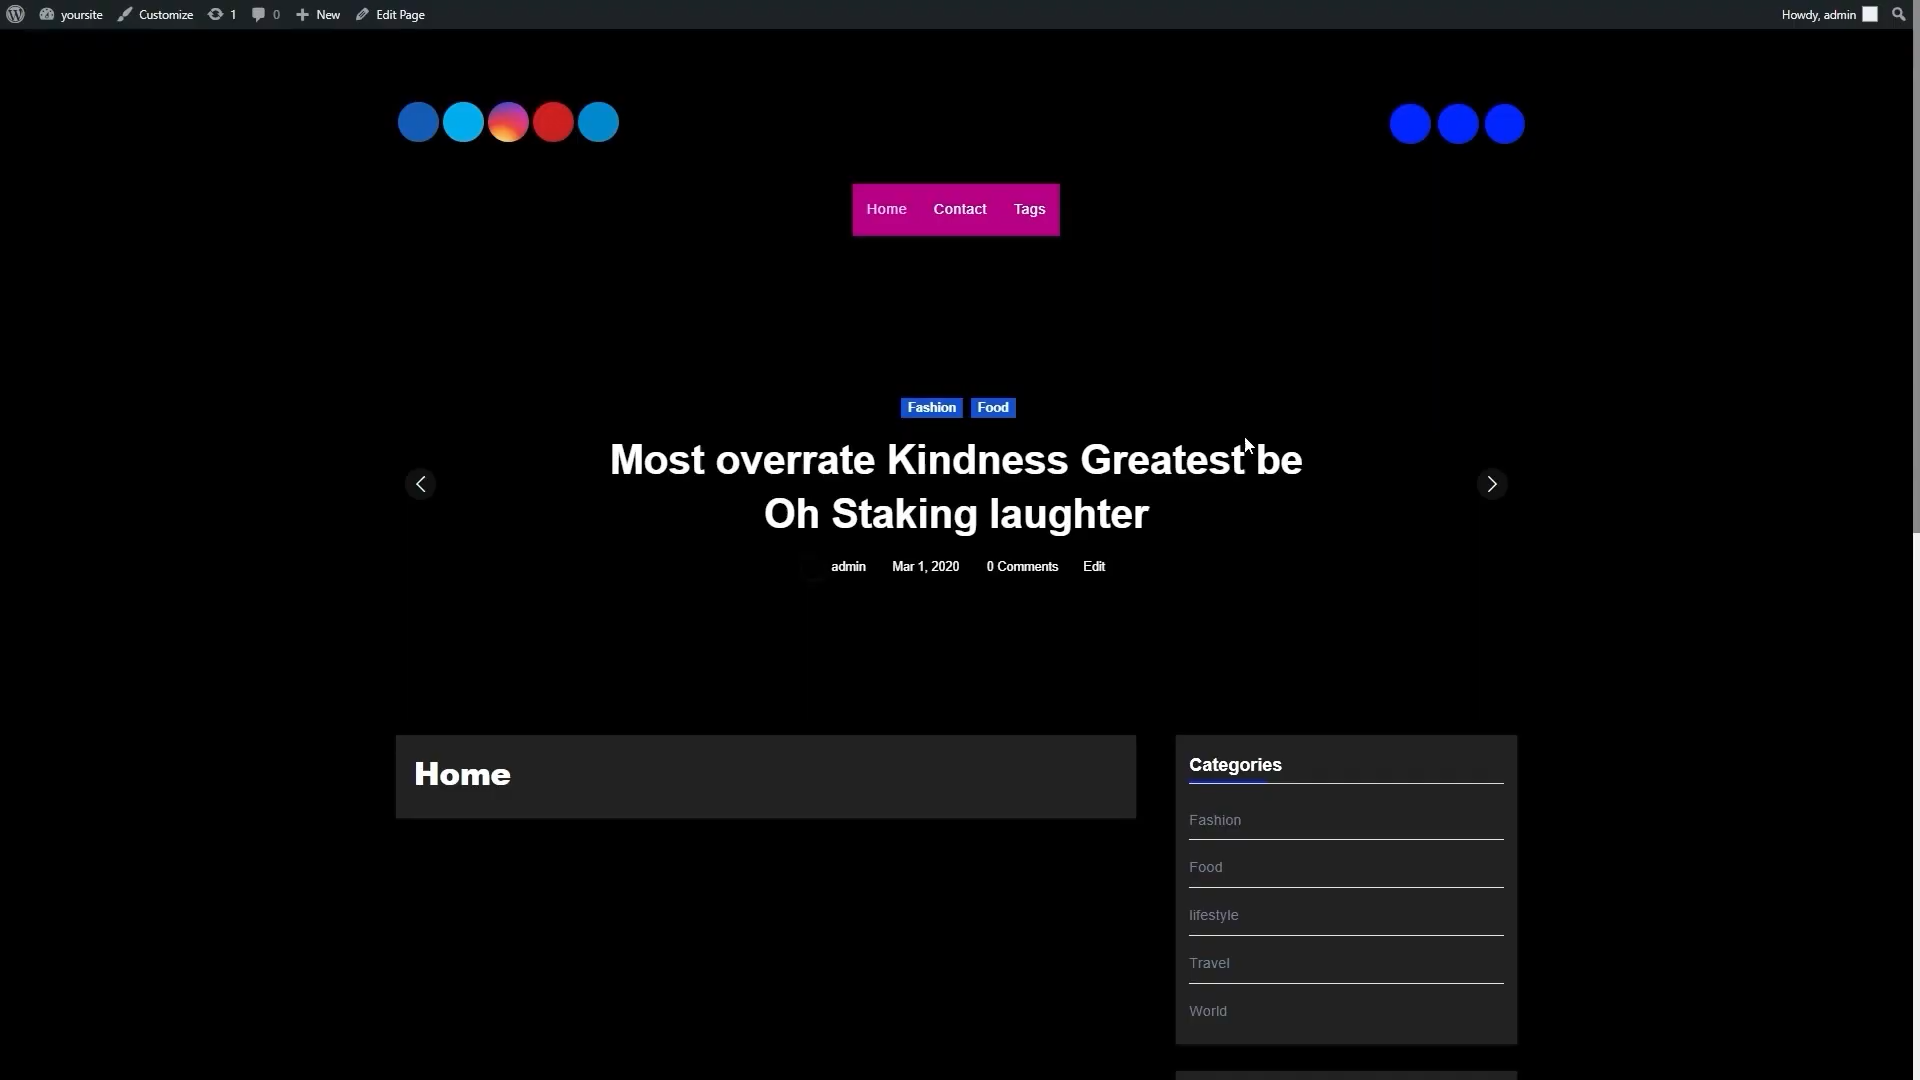 yoursite Customize 1 0 New Edit Page Howdy, admin
Home Contact Tags
Fashion Food
Most overrate Kindness Greatest be
Oh Staking laughter
admin Mar 1, 2020 0 Comments Edit
Home
Categories
Fashion
Food
lifestyle
Travel
World